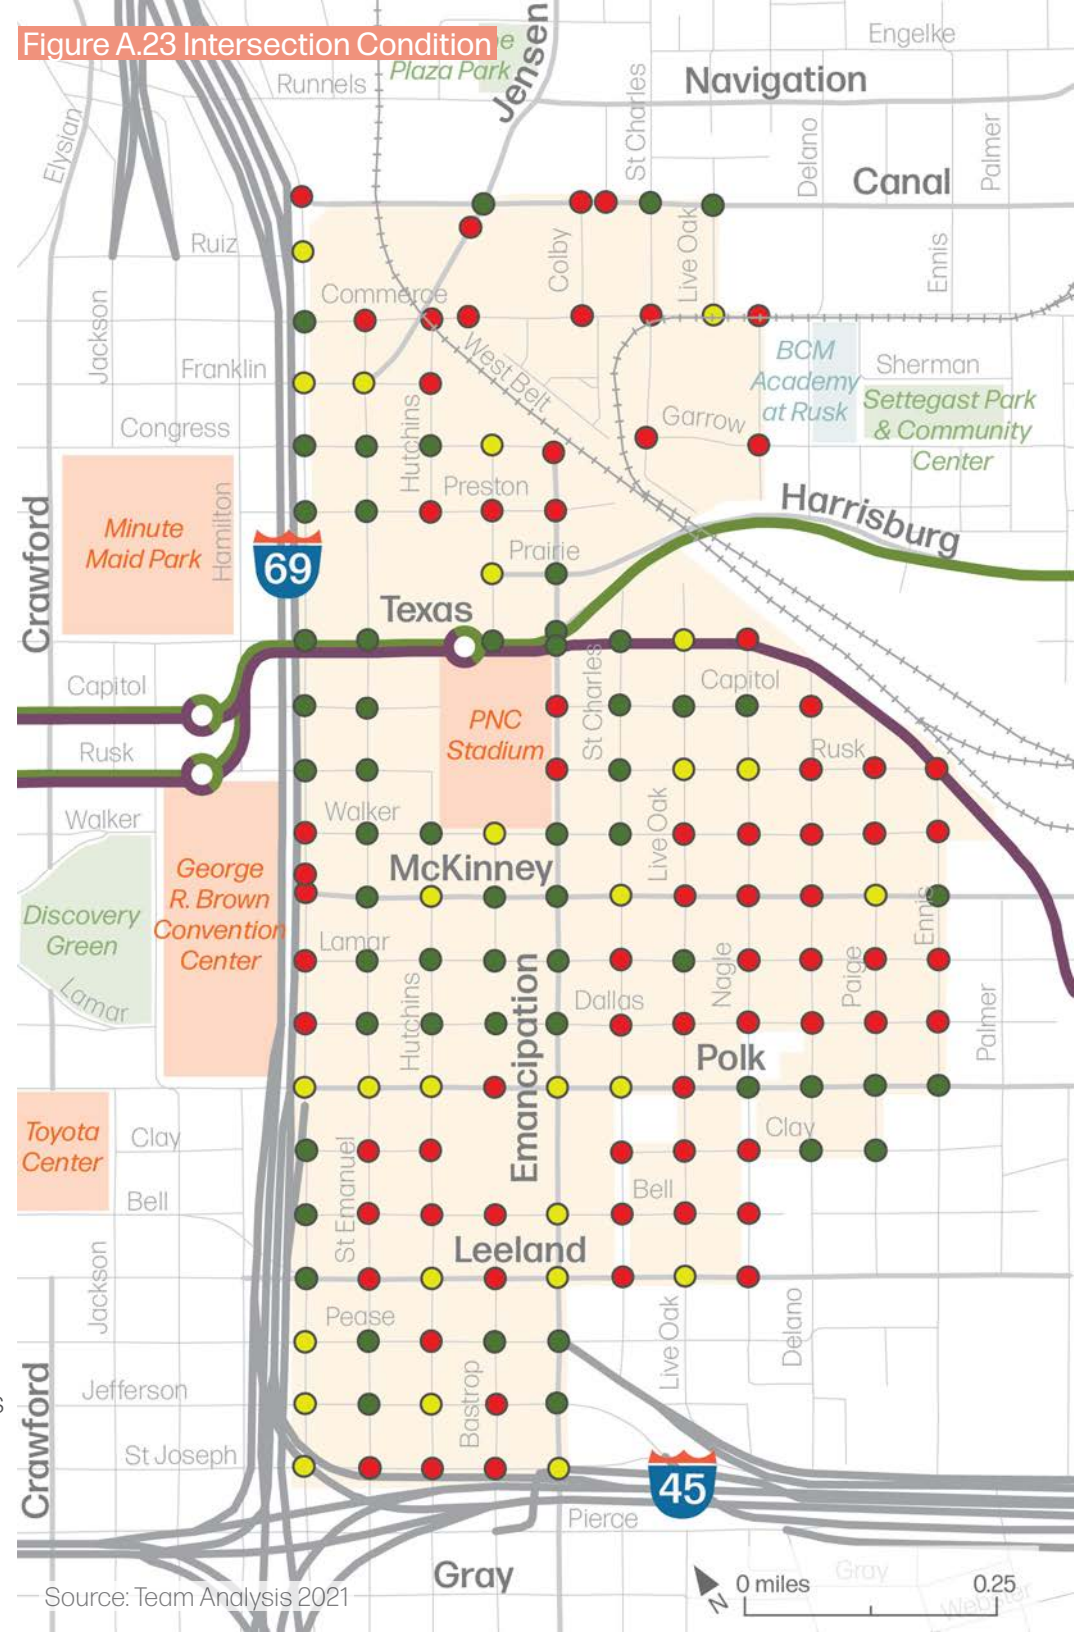 Figure A.23 Intersection Condition
e
Plaza Park
Jensen
Engelke
Runnels
Navigation
St Charles
Elysian
Delano
Palmer
Canal
Ruiz
Colby
Live Oak
Ennis
Commerce
Jackson
West Belt
BCM
Academy
at Rusk
Sherman
Franklin
Settegast Park
& Community
Center
Garrow
Congress
Hutchins
Preston
Harrisburg
Crawford
Minute
Maid Park
Hamilton
69
Prairie
Texas
Capitol
St Charles
Capitol
PNC
Stadium
Rusk
Rusk
Walker
Walker
Live Oak
McKinney
George
R. Brown
Convention
Center
Discovery
Green
Ennis
Lamar
Lamar
Nagle
Paige
Hutchins
Emancipation
Dallas
Palmer
Polk
Toyota
Center
Clay
Clay
St Emanuel
Bell
Bell
Leeland
Jackson
Pease
Live Oak
Delano
Crawford
Jefferson
Bastrop
s
St Joseph
45
Pierce
Gray
Gray
N
0 miles
0.25
Webster
Source: Team Analysis 2021